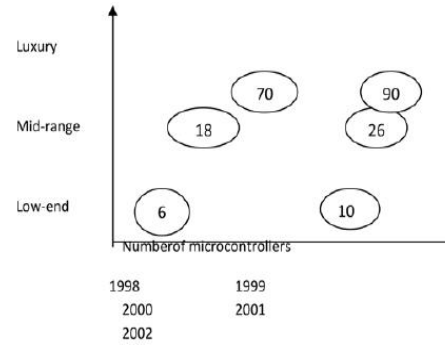 Luxury
70 90
Mid-range 18 26
Low-end 6 10
Numberof microcontrollers
1998 1999
2000 2001
2002